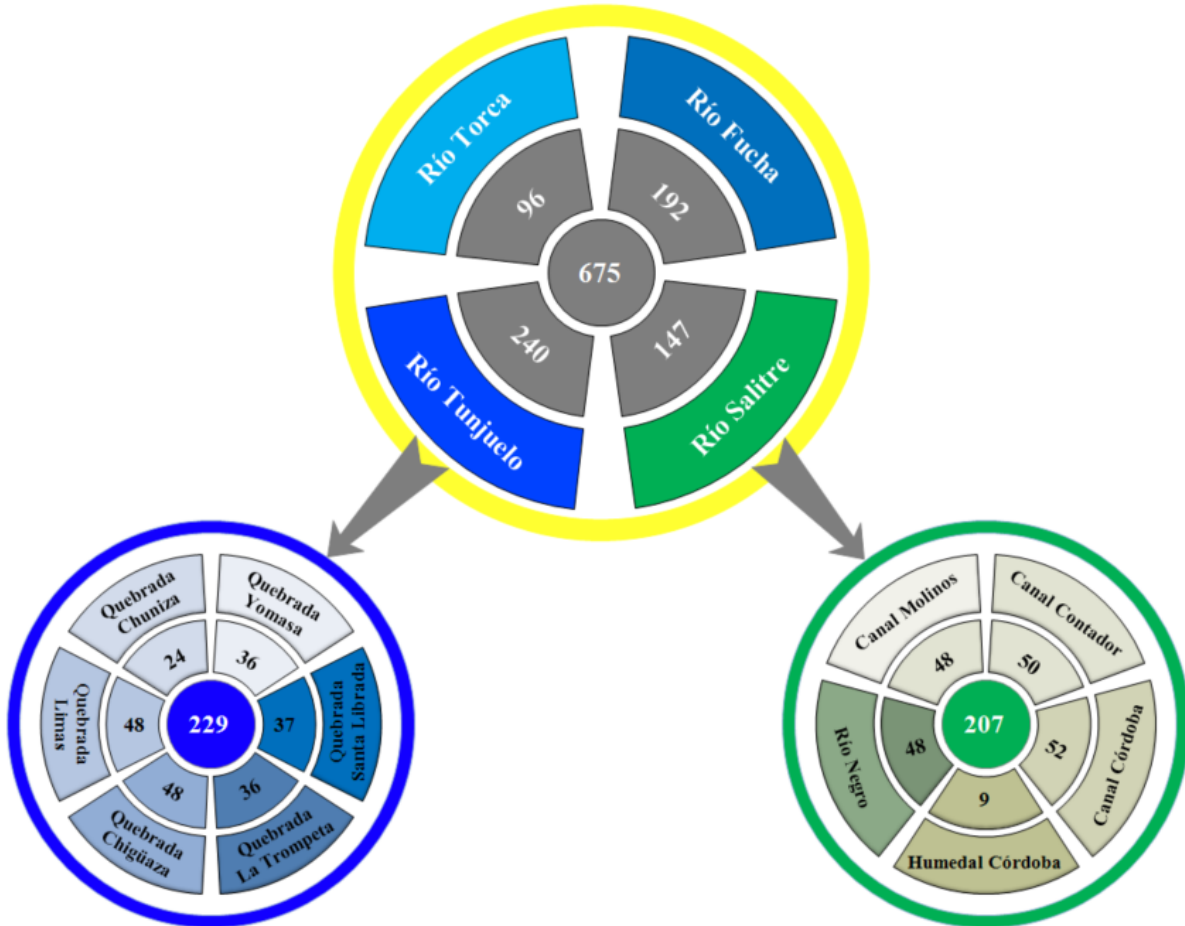 Río Torca
Río Fucha
96
192
675
240
147
Río Tunjuelo
Río Salitre
Quebrada
Chuniza
Quebrada
Yomasa
24
36
Quebrada
Limas
48
229
37
Quebrada
Santa Librada
48
36
Quebrada
Chigüaza
Quebrada
La Trompeta
Canal Molinos
Canal Contador
48
50
Río Negro
48
207
52
Canal Córdoba
9
Humedal Córdoba